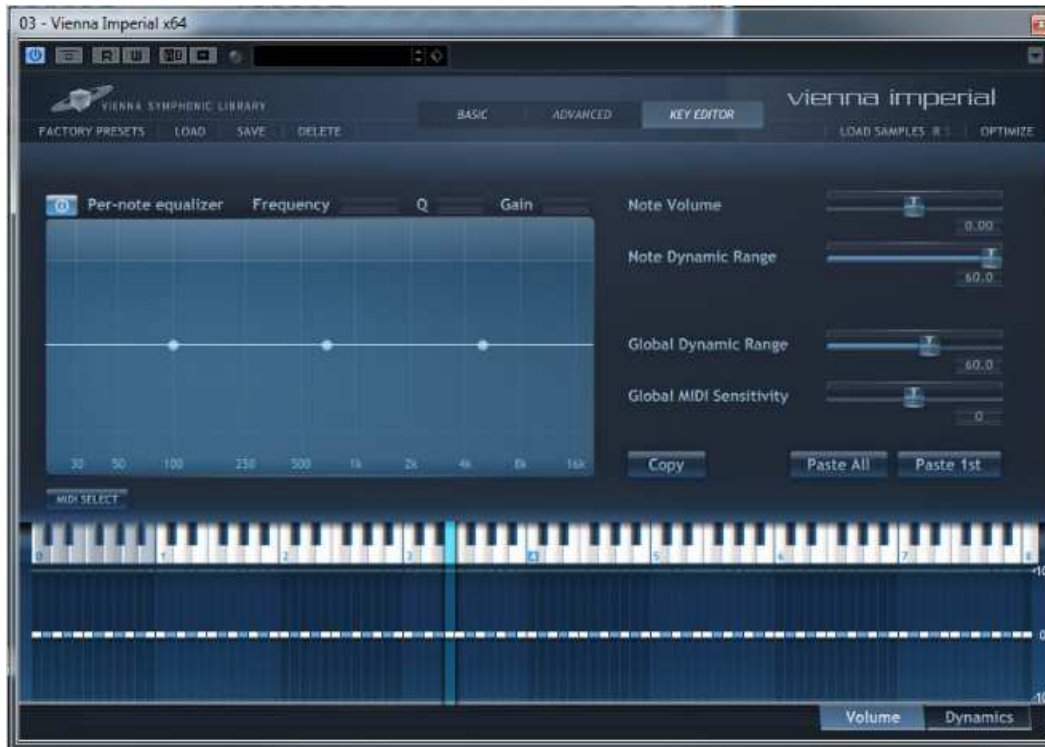 03 - Vienna Imperial x64
R W
VIENNA SYMPHONIC LIBRARY
vienna imperial
BASIC ADVANCED KEY EDITOR
FACTORY PRESETS LOAD SAVE DELETE
LOAD SAMPLES R OPTIMIZE
Per-note equalizer Frequency Q Gain
Note Volume
0.00
Note Dynamic Range
60.0
Global Dynamic Range
60.0
Global MIDI Sensitivity
0
30 50 100 250 500 1k 2k 4k 8k 16k
Copy Paste All Paste 1st
MIDI SELECT
0 1 2 3 4 5 6 7 8
-10
0
-10
Volume Dynamics